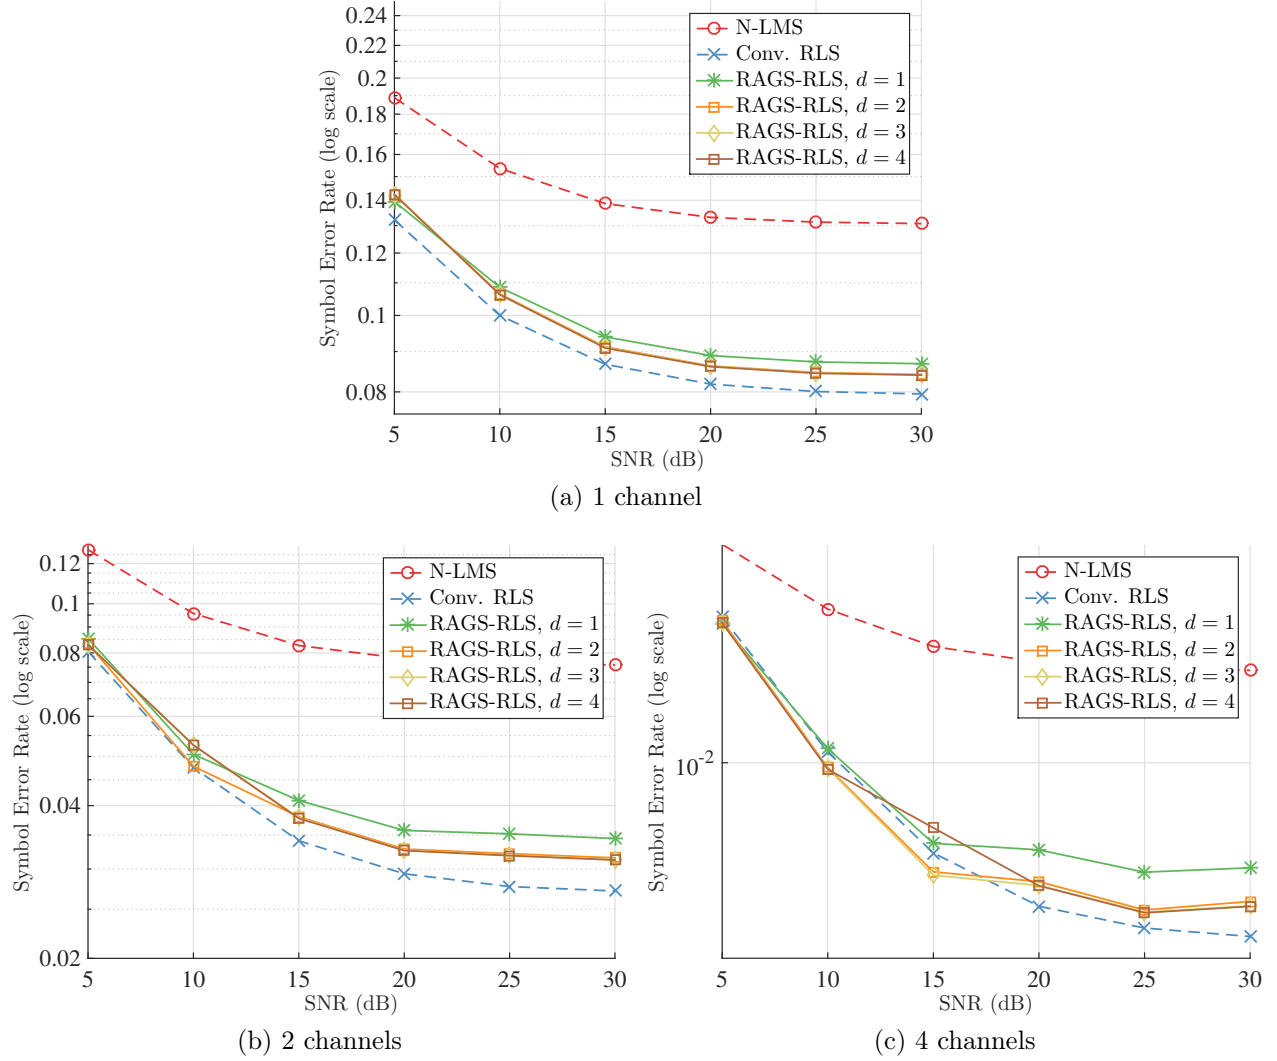 0.24
0.22
0.2
0.18
0.16
0.14
0.12
0.1
0.08
Symbol Error Rate (log scale)
N-LMS
Conv. RLS
RAGS-RLS, d = 1
RAGS-RLS, d = 2
RAGS-RLS, d = 3
RAGS-RLS, d = 4
5 10 15 20 25 30
SNR (dB)
(a) 1 channel
0.12
0.1
0.08
0.06
0.04
0.02
Symbol Error Rate (log scale)
N-LMS
Conv. RLS
RAGS-RLS, d = 1
RAGS-RLS, d = 2
RAGS-RLS, d = 3
RAGS-RLS, d = 4
5 10 15 20 25 30
SNR (dB)
(b) 2 channels
10-2
Symbol Error Rate (log scale)
N-LMS
Conv. RLS
RAGS-RLS, d = 1
RAGS-RLS, d = 2
RAGS-RLS, d = 3
RAGS-RLS, d = 4
5 10 15 20 25 30
SNR (dB)
(c) 4 channels